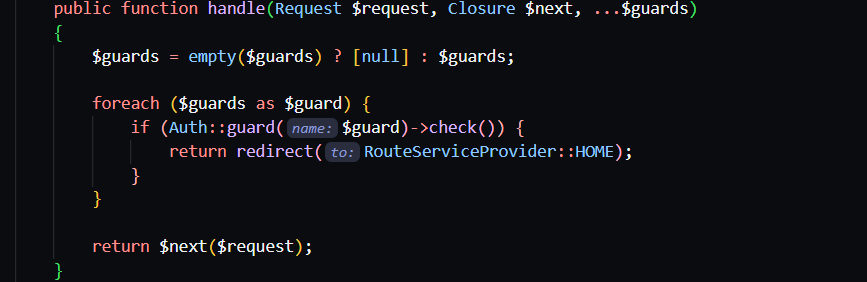 public function handle(Request $request, Closure $next, ...$guards)
{
$guards = empty($guards) ? [null] : $guards;
foreach ($guards as $guard) {
if (Auth::guard( name: $guard)->check()) {
return redirect( to: RouteServiceProvider::HOME);
}
}
return $next($request);
}